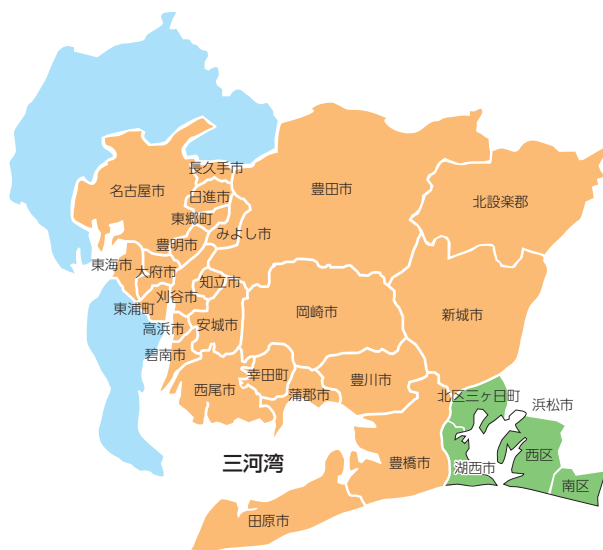 長久手市
名古屋市
日進市
豊田市
北設楽郡
東郷町
みよし市
豊明市
東海市
大府市
知立市
刈谷市
東浦町
岡崎市
新城市
高浜市
安城市
碧南市
幸田町
豊川市
西尾市
蒲郡市
北区三ヶ日町
浜松市
三河湾
豊橋市
湖西市
西区
南区
田原市